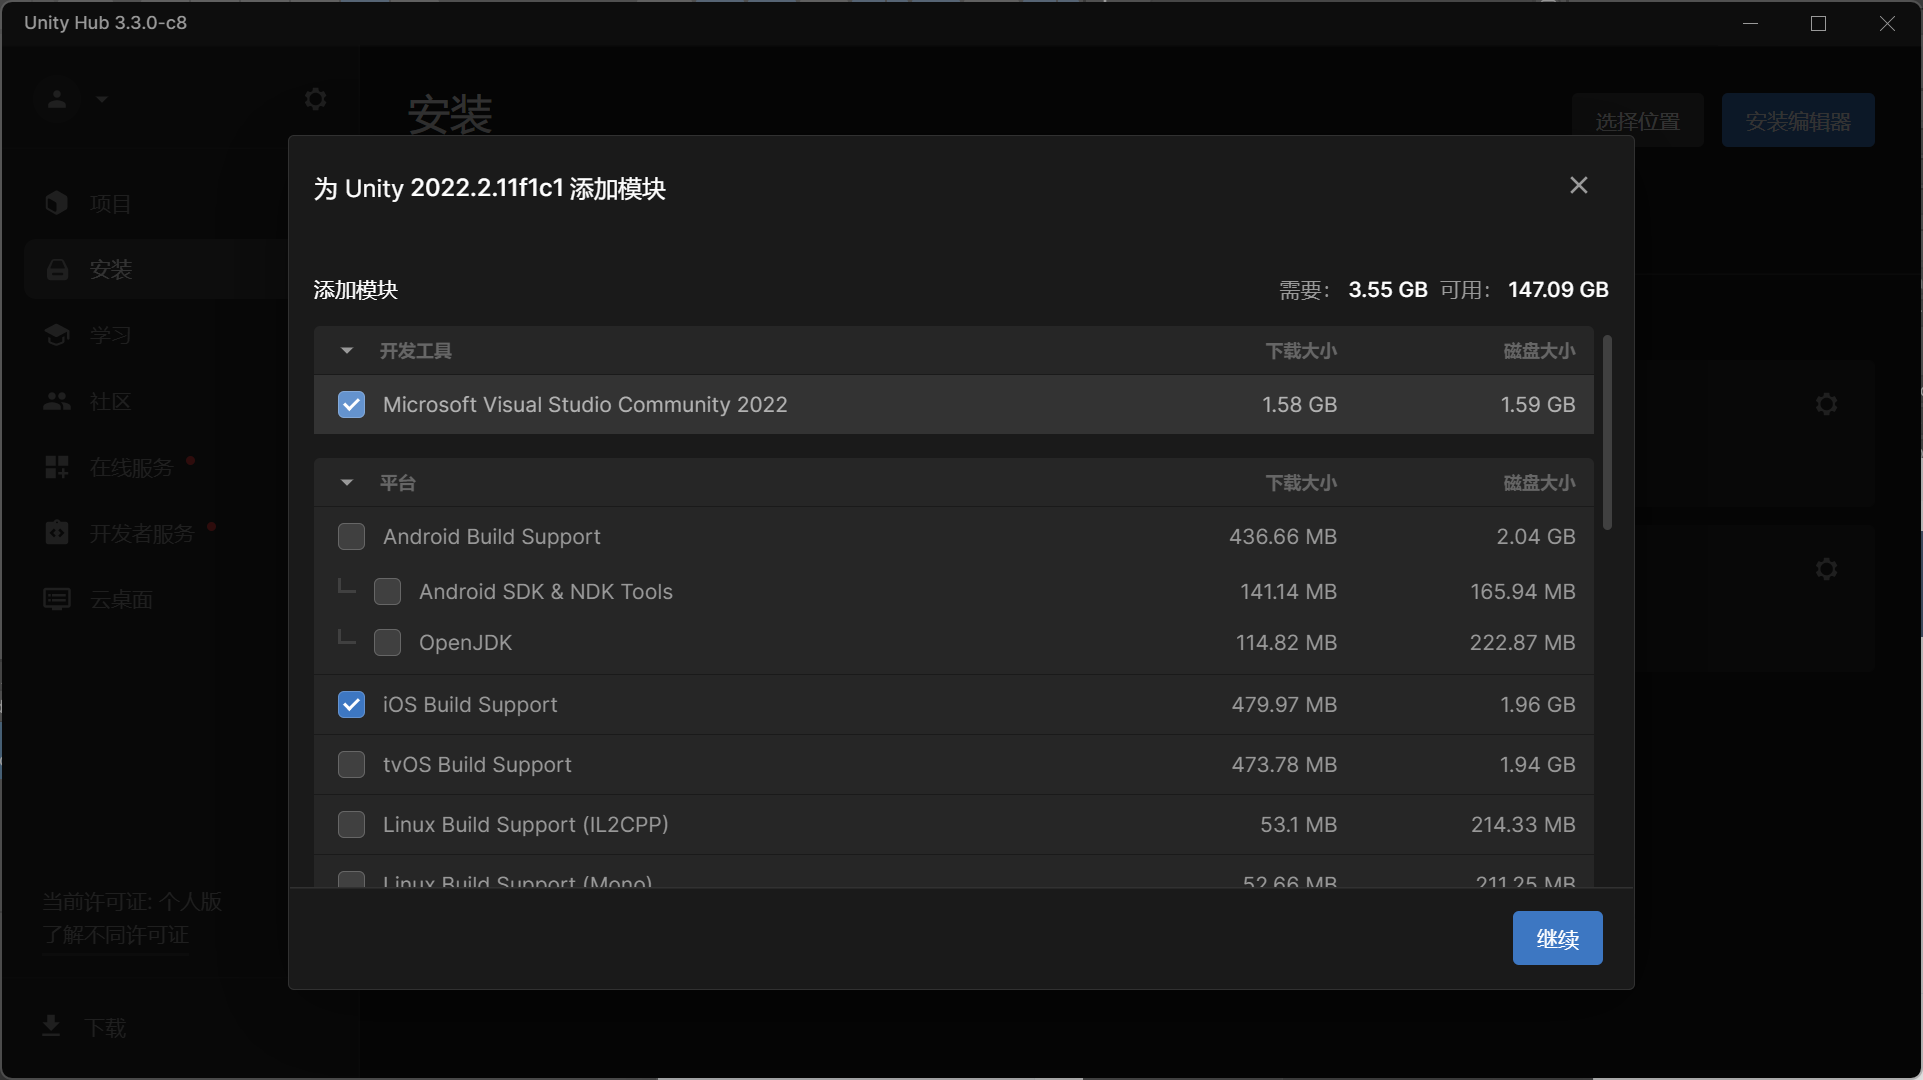 Unity Hub 3.3.0-c8
安装
选择位置
安装编辑器
项目
安装
学习
社区
在线服务
开发者服务
云桌面
当前许可证: 个人版
了解不同许可证
下载
为 Unity 2022.2.11f1c1 添加模块
添加模块 需要: 3.55 GB 可用: 147.09 GB
开发工具 下载大小 磁盘大小
Microsoft Visual Studio Community 2022 1.58 GB 1.59 GB
平台 下载大小 磁盘大小
Android Build Support 436.66 MB 2.04 GB
Android SDK & NDK Tools 141.14 MB 165.94 MB
OpenJDK 114.82 MB 222.87 MB
iOS Build Support 479.97 MB 1.96 GB
tvOS Build Support 473.78 MB 1.94 GB
Linux Build Support (IL2CPP) 53.1 MB 214.33 MB
Linux Build Support (Mono) 52.66 MB 211.25 MB
继续